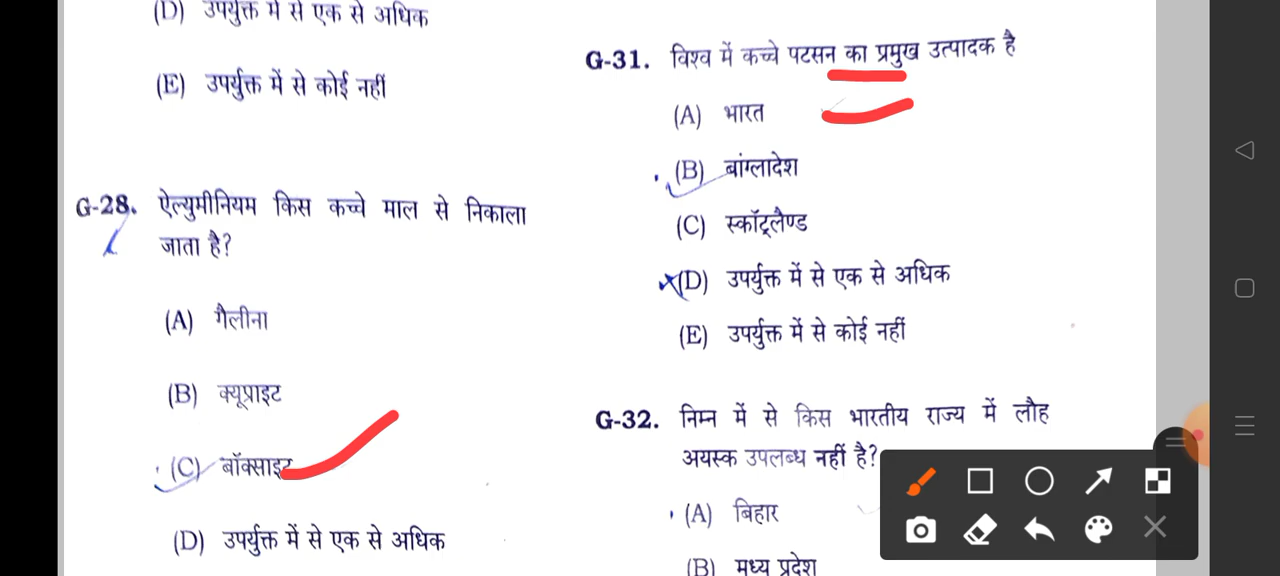 (D) उपर्युक्त में से एक से अधिक
(E) उपर्युक्त में से कोई नहीं
G-28. ऐल्युमीनियम किस कच्चे माल से निकाला
जाता है?
(A) गैलीना
(B) क्यूप्राइट
(C) बॉक्साइट
(D) उपर्युक्त में से एक से अधिक
G-31. विश्व में कच्चे पटसन का प्रमुख उत्पादक है
(A) भारत
(B) बांग्लादेश
(C) स्कॉट्लैण्ड
(D) उपर्युक्त में से एक से अधिक
(E) उपर्युक्त में से कोई नहीं
G-32. निम्न में से किस भारतीय राज्य में लौह
अयस्क उपलब्ध नहीं है?
(A) बिहार
(B) मध्य प्रदेश